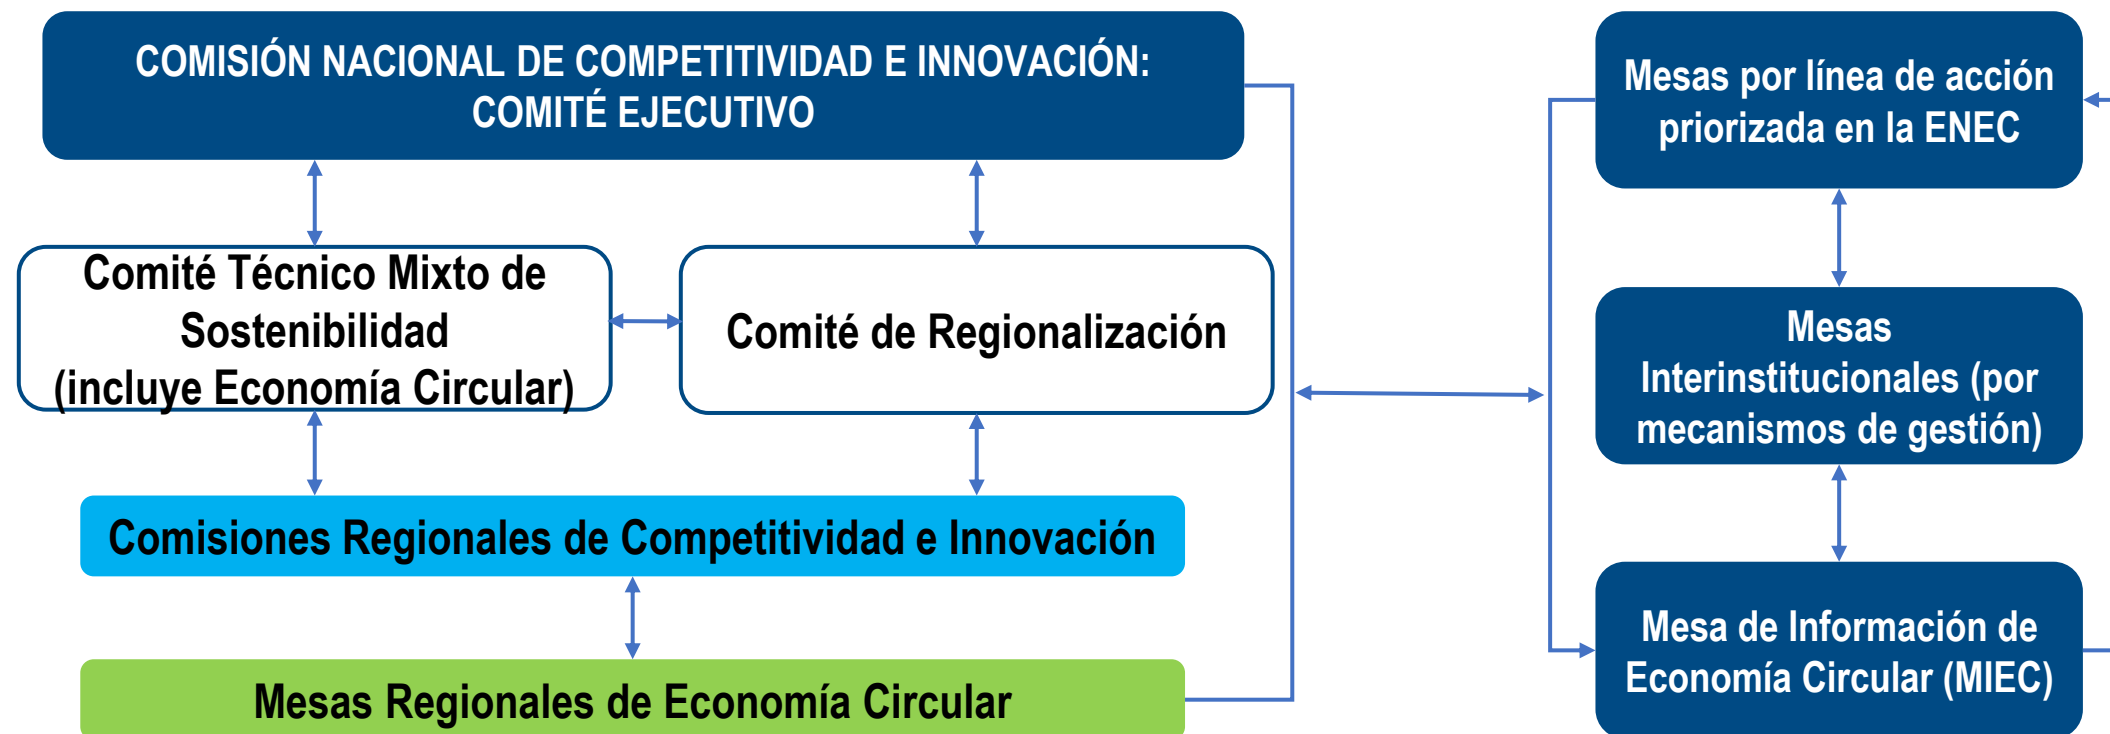 COMISIÓN NACIONAL DE COMPETITIVIDAD E INNOVACIÓN:
COMITÉ EJECUTIVO
Comité Técnico Mixto de
Sostenibilidad
(incluye Economía Circular)
Comité de Regionalización
Comisiones Regionales de Competitividad e Innovación
Mesas Regionales de Economía Circular
Mesas por línea de acción
priorizada en la ENEC
Mesas
Interinstitucionales (por
mecanismos de gestión)
Mesa de Información de
Economía Circular (MIEC)